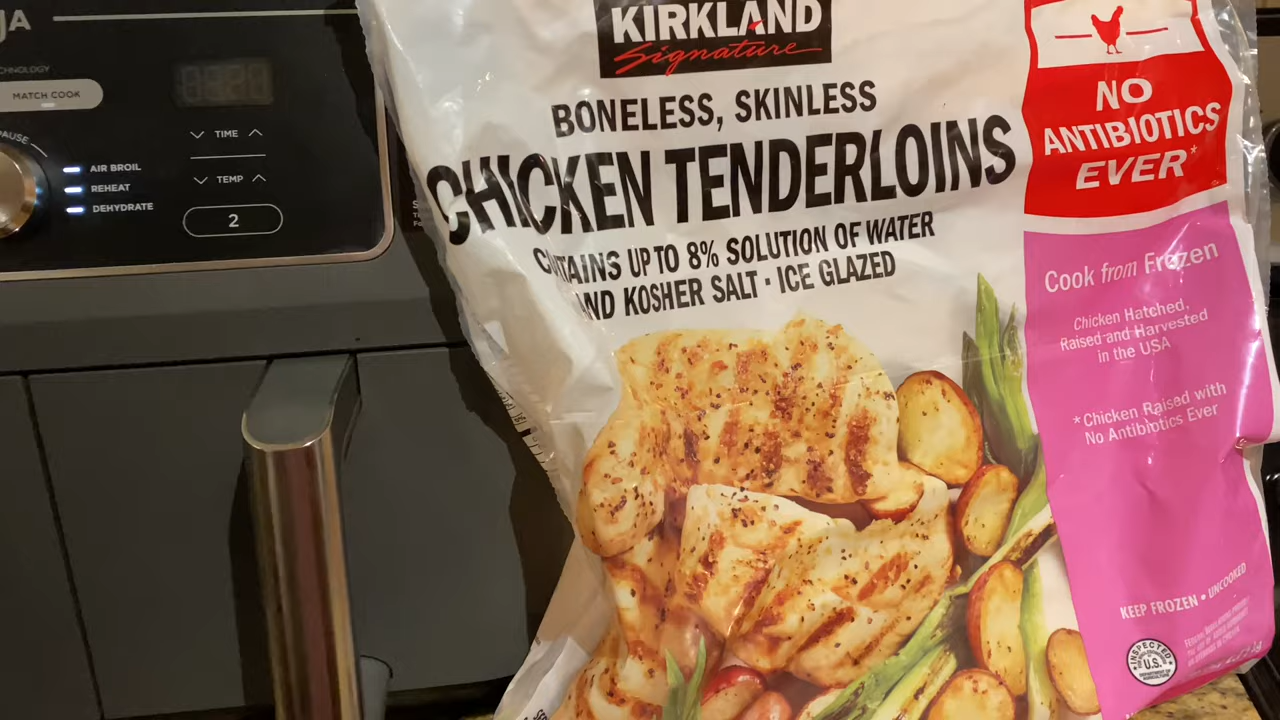 JA
CHNOLOGY
MATCH COOK
PAUSE
TIME
AIR BROIL
TEMP
REHEAT
DEHYDRATE
2
KIRKLAND
Signature
BONELESS, SKINLESS
CHICKEN TENDERLOINS
CONTAINS UP TO 8% SOLUTION OF WATER
AND KOSHER SALT · ICE GLAZED
NO
ANTIBIOTICS
EVER*
Cook from Frozen
Chicken Hatched,
Raised and Harvested
in the USA
*Chicken Raised with
No Antibiotics Ever
KEEP FROZEN • UNCOOKED
INSPECTED
U.S.